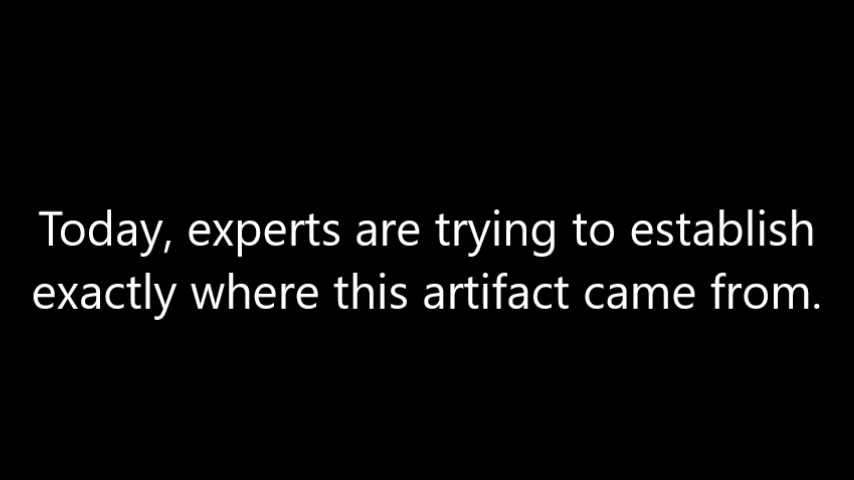 Today, experts are trying to establish
exactly where this artifact came from.